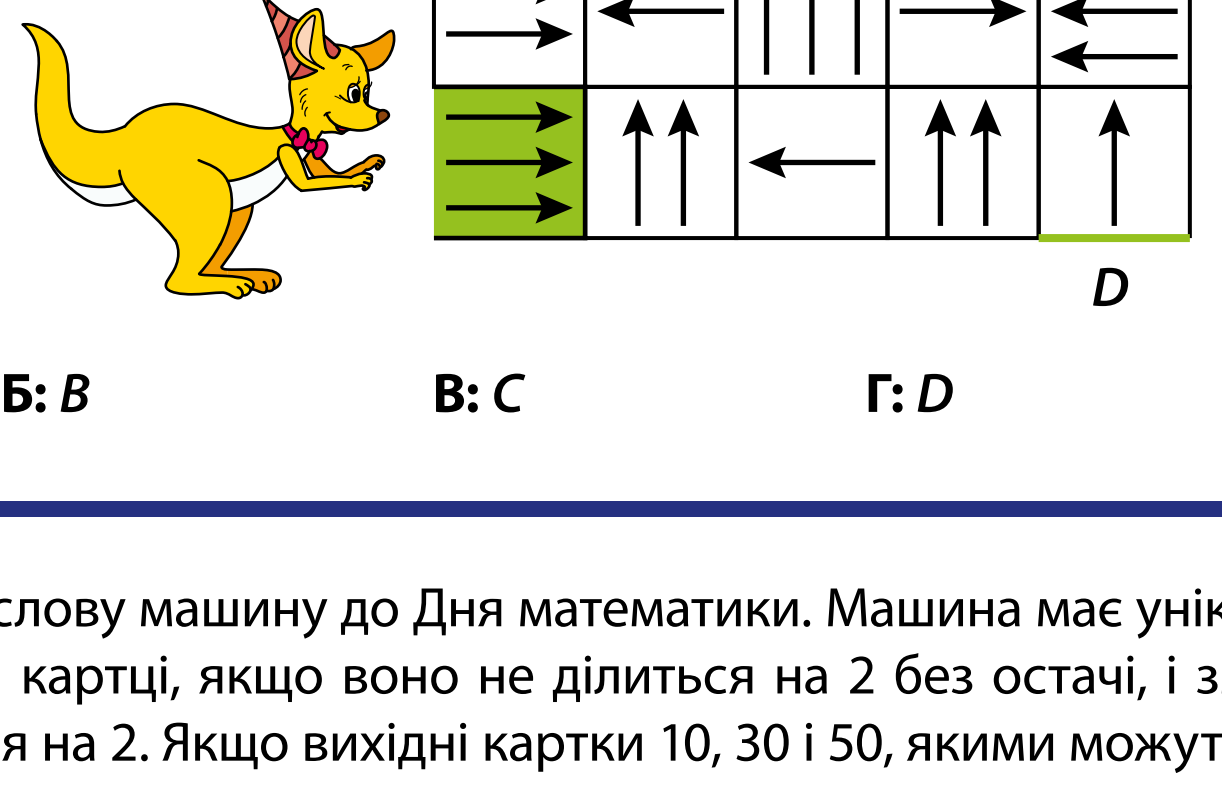 D
Б: B В: C Г: D
слову машину до Дня математики. Машина має унік
картці, якщо воно не ділиться на 2 без остачі, і з
я на 2. Якщо вихідні картки 10, 30 і 50, якими можут